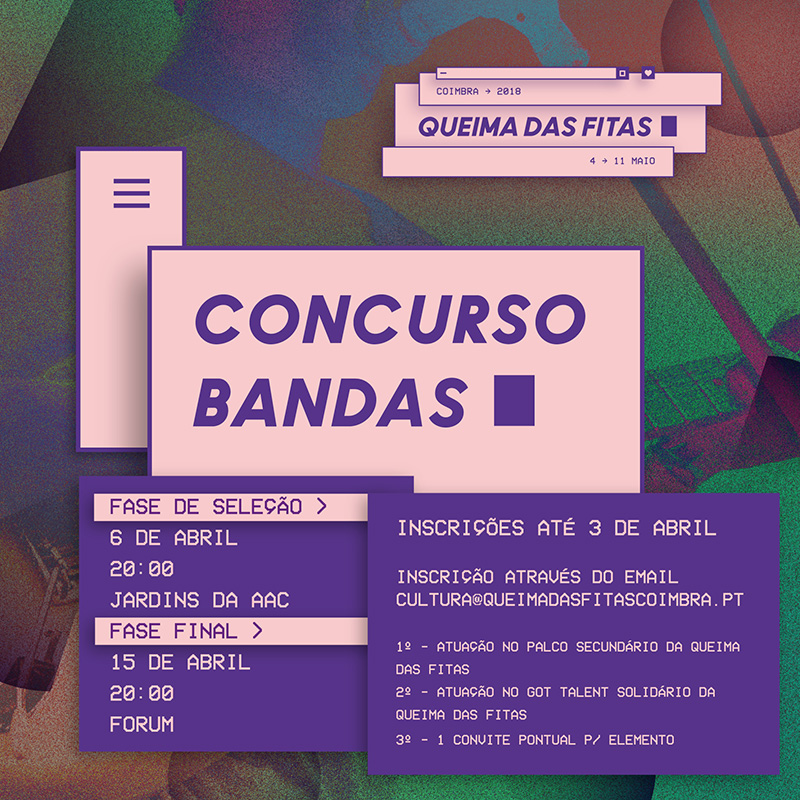 COIMBRA → 2018
QUEIMA DAS FITAS
4 → 11 MAIO
CONCURSO
BANDAS
FASE DE SELEÇÃO >
6 DE ABRIL
20:00
JARDINS DA AAC
FASE FINAL >
15 DE ABRIL
20:00
FORUM
INSCRIÇÕES ATÉ 3 DE ABRIL
INSCRIÇÃO ATRAVÉS DO EMAIL
CULTURA@QUEIMADASFITASCOIMBRA.PT
1º - ATUAÇÃO NO PALCO SECUNDÁRIO DA QUEIMA
DAS FITAS
2º - ATUAÇÃO NO GOT TALENT SOLIDÁRIO DA
QUEIMA DAS FITAS
3º - 1 CONVITE PONTUAL P/ ELEMENTO